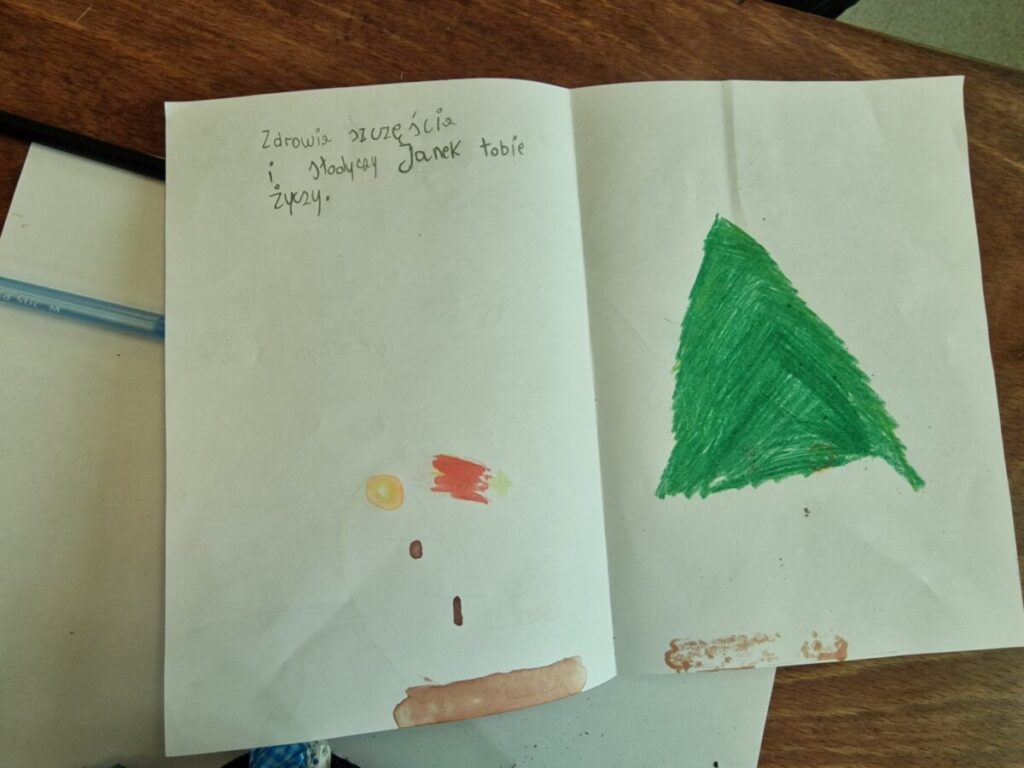 Zdrowia szczęścia
i słodyczy Janek tobie
życzy.